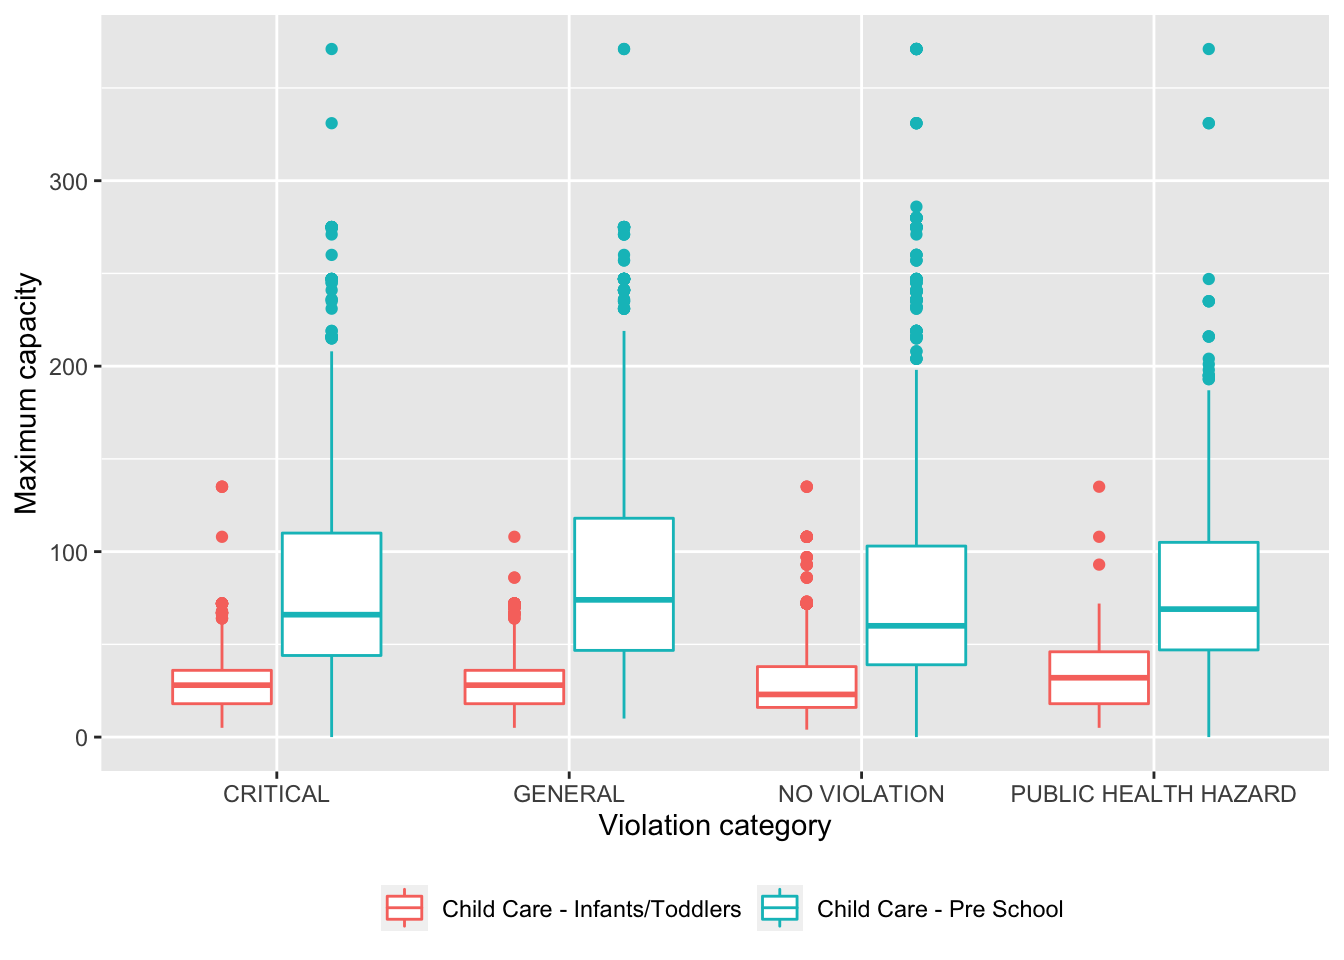 Maximum capacity
300
200
100
0
CRITICAL GENERAL NO VIOLATION PUBLIC HEALTH HAZARD
Violation category
Child Care - Infants/Toddlers Child Care - Pre School